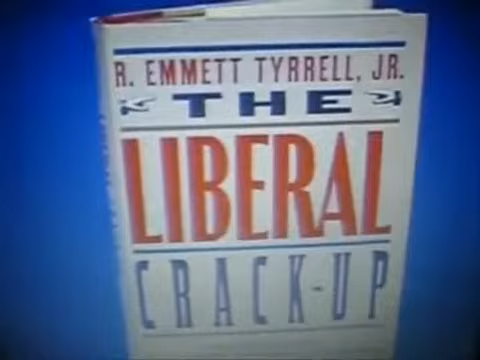 R. EMMETT TYRRELL, JR.
THE
LIBERAL
CRACK-UP